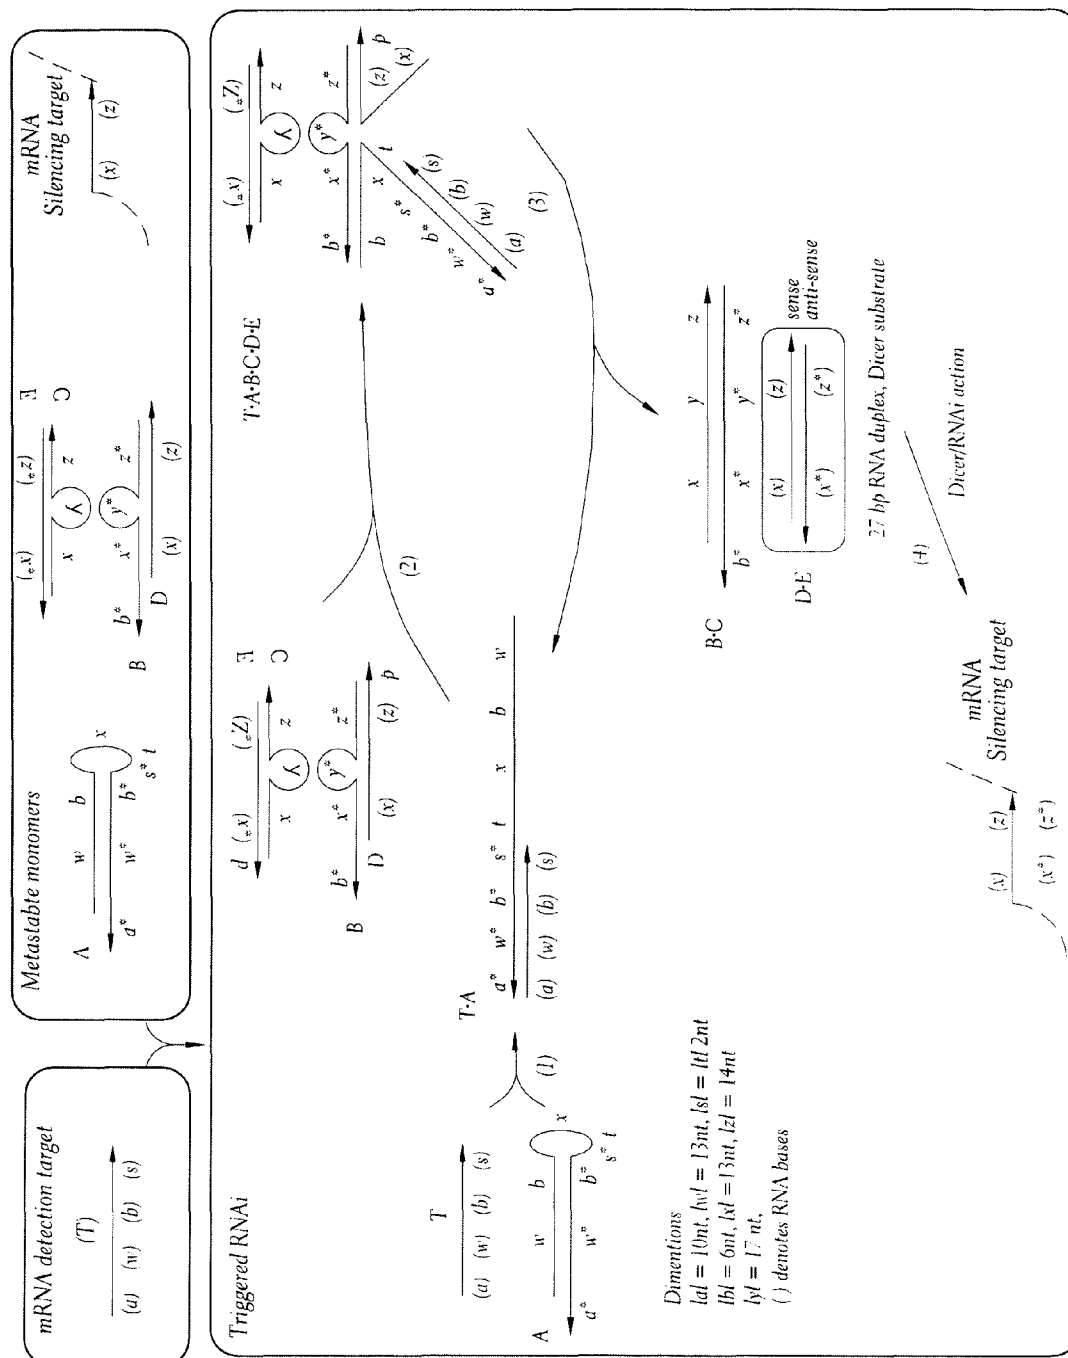 mRNA detection target
(T)
(a) (w) (b) (s)
Metastable monomers
A
w b
x
a* w* b*
s* t
(x*) (z*) E
x y z C
b* x* y* z*
B
D (x) (z)
mRNA
Silencing target
(x) (z)
Triggered RNAi
T
(a) (w) (b) (s)
A
w b
x
a* w* b*
s* t
(1)
T·A
a* w* b* s* t x b w
(a) (w) (b) (s)
d (x*) (Z*) E
x y z C
b* x* y* z*
B
D (x) (z) p
(2)
T·A·B·C·D·E
(x*) (Z*)
x y z
b* x* y* z*
b x t (z) p
(x)
s*
b*
w*
a*
(s)
(b)
(w)
(a)
(3)
Dimentions
|a| = 10nt, |w| = 13nt, |s| = |t| 2nt
|b| = 6nt, |x| = 13nt, |z| = 14nt
|y| = 17 nt,
( ) denotes RNA bases
B·C
x y z
b* x* y* z*
D·E
(x) (z) sense
(x*) (z*) anti-sense
27 bp RNA duplex, Dicer substrate
(4)
Dicer/RNAi action
mRNA
Silencing target
(x) (z)
(x*) (z*)